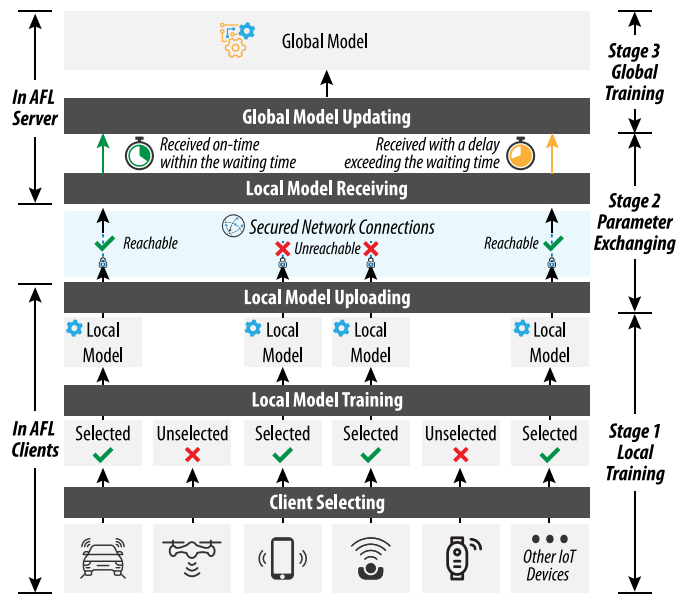 Global Model
Stage 3
Global
Training
In AFL
Server
Global Model Updating
Received on-time
within the waiting time
Received with a delay
exceeding the waiting time
Local Model Receiving
Stage 2
Parameter
Exchanging
Secured Network Connections
Reachable
Unreachable
Reachable
Local Model Uploading
Local
Model
Local
Model
Local
Model
Local
Model
Local Model Training
In AFL
Clients
Selected
Unselected
Selected
Selected
Unselected
Selected
Stage 1
Local
Training
Client Selecting
Other IoT
Devices